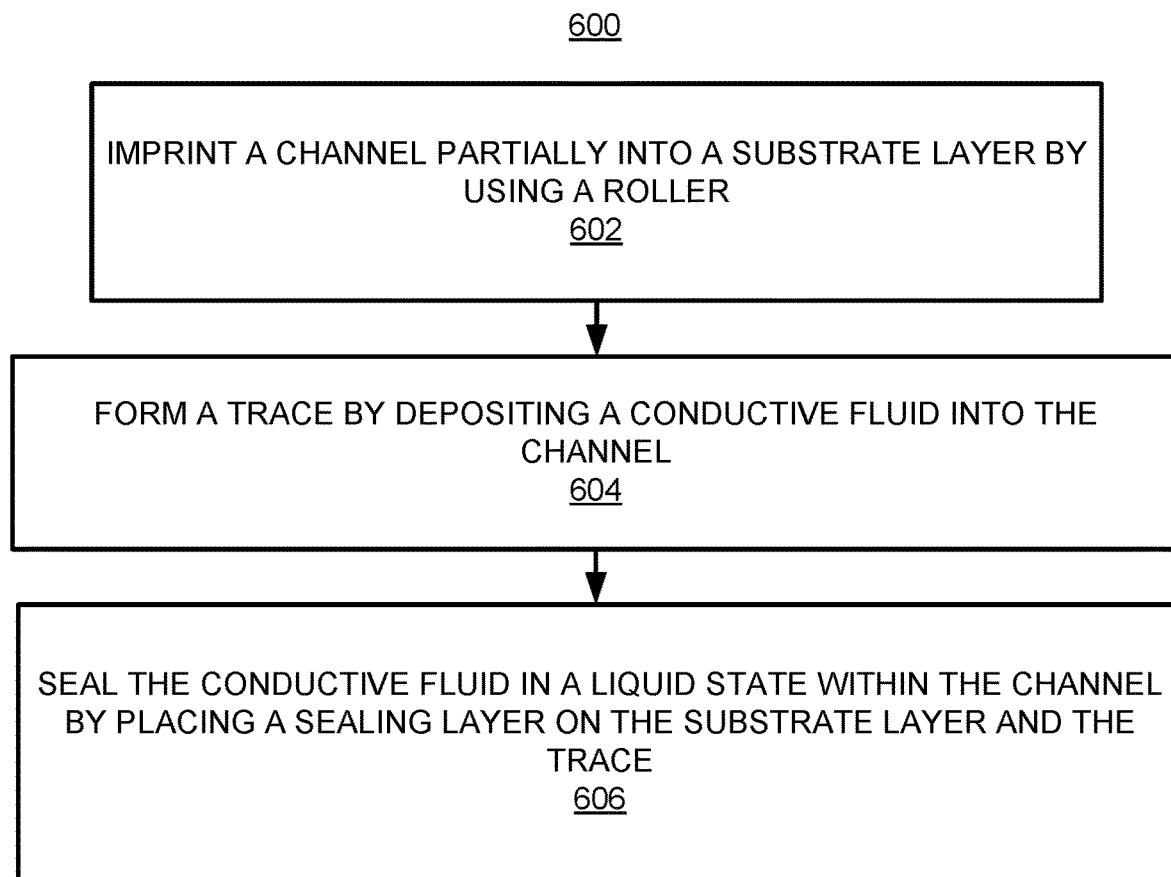 600
IMPRINT A CHANNEL PARTIALLY INTO A SUBSTRATE LAYER BY
USING A ROLLER
602
FORM A TRACE BY DEPOSITING A CONDUCTIVE FLUID INTO THE
CHANNEL
604
SEAL THE CONDUCTIVE FLUID IN A LIQUID STATE WITHIN THE CHANNEL
BY PLACING A SEALING LAYER ON THE SUBSTRATE LAYER AND THE
TRACE
606